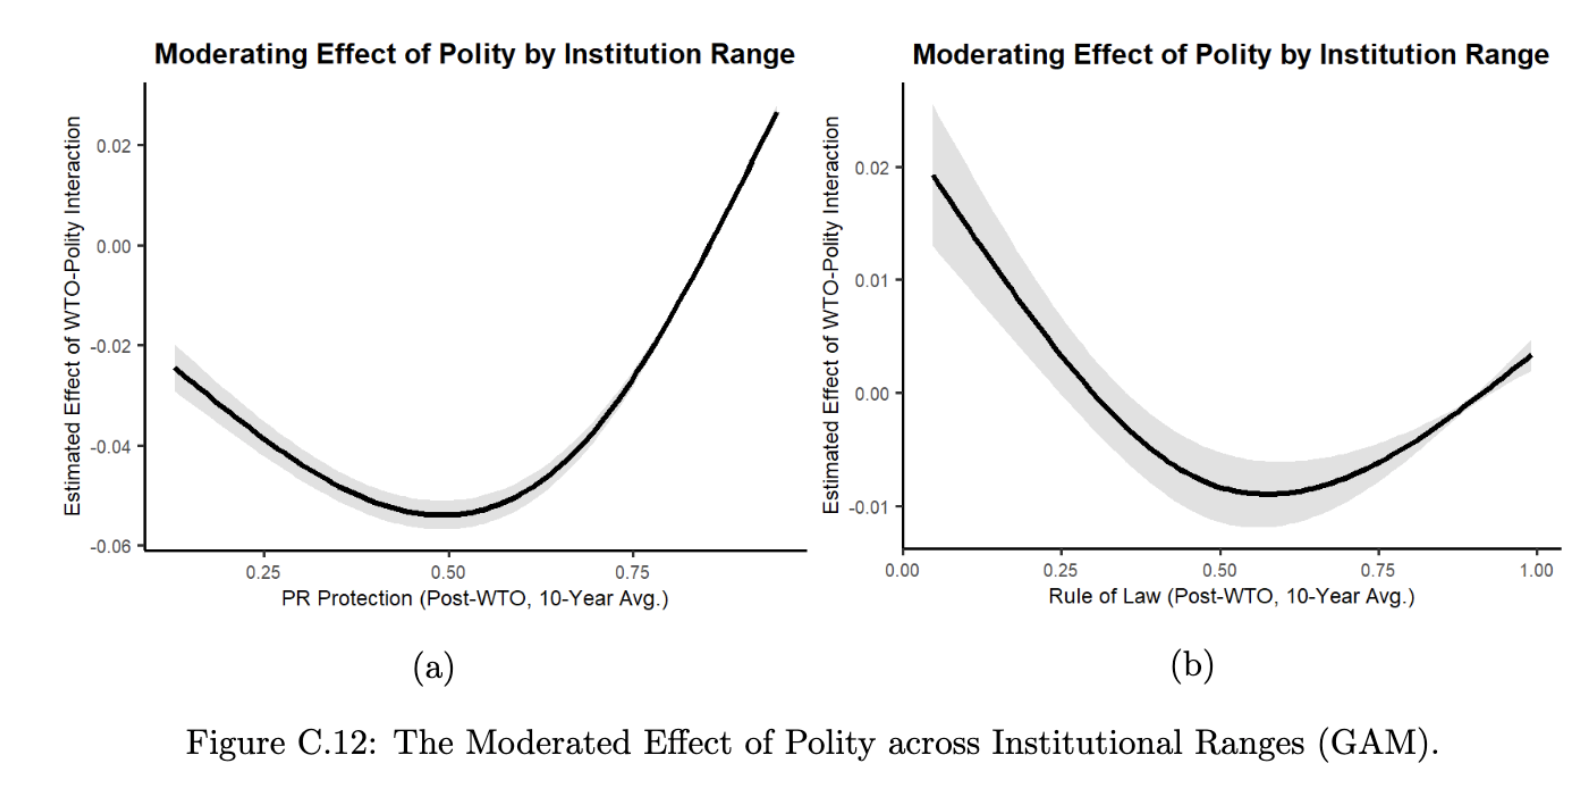 Moderating Effect of Polity by Institution Range
Estimated Effect of WTO-Polity Interaction
0.02
0.00
-0.02
-0.04
-0.06
0.25 0.50 0.75
PR Protection (Post-WTO, 10-Year Avg.)
(a)
Moderating Effect of Polity by Institution Range
Estimated Effect of WTO-Polity Interaction
0.02
0.01
0.00
-0.01
0.00 0.25 0.50 0.75 1.00
Rule of Law (Post-WTO, 10-Year Avg.)
(b)
Figure C.12: The Moderated Effect of Polity across Institutional Ranges (GAM).